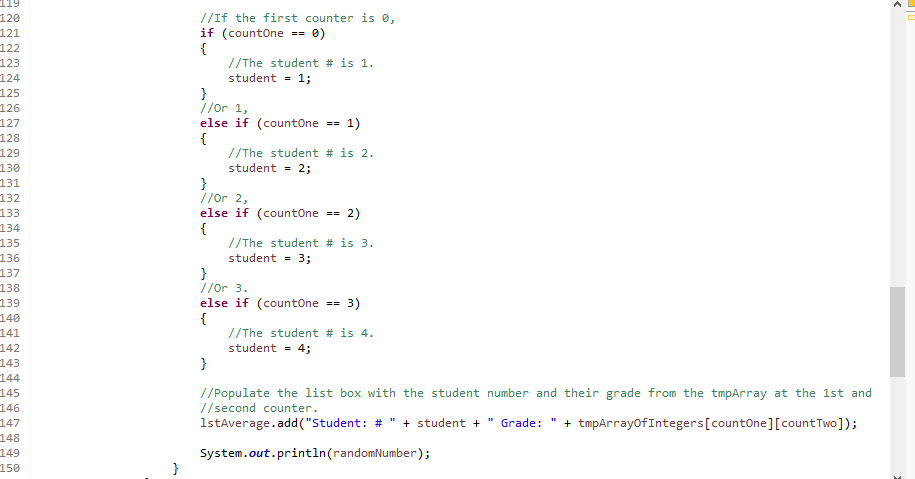 119
120 //If the first counter is 0,
121 if (countOne == 0)
122 {
123 //The student # is 1.
124 student = 1;
125 }
126 //Or 1,
127 else if (countOne == 1)
128 {
129 //The student # is 2.
130 student = 2;
131 }
132 //Or 2,
133 else if (countOne == 2)
134 {
135 //The student # is 3.
136 student = 3;
137 }
138 //Or 3.
139 else if (countOne == 3)
140 {
141 //The student # is 4.
142 student = 4;
143 }
144
145 //Populate the list box with the student number and their grade from the tmpArray at the 1st and
146 //second counter.
147 lstAverage.add("Student: # " + student + " Grade: " + tmpArrayOfIntegers[countOne][countTwo]);
148
149 System.out.println(randomNumber);
150 }